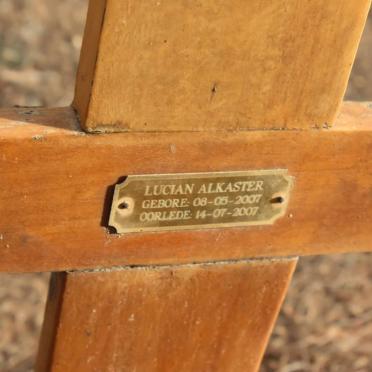 LUCIAN ALKASTER
GEBORE: 08-05-2007
OORLEDE: 14-07-2007